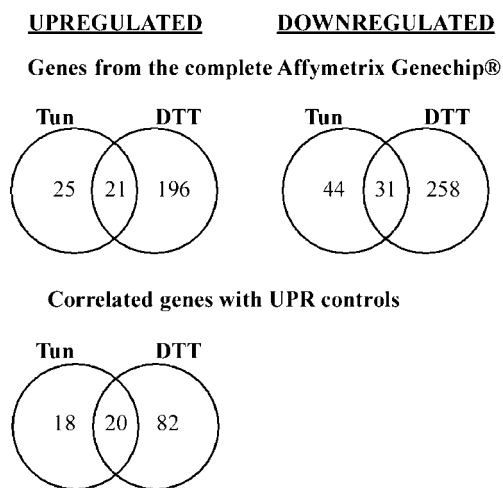 UPREGULATED DOWNREGULATED
Genes from the complete Affymetrix Genechip®
Tun DTT Tun DTT
25 21 196 44 31 258
Correlated genes with UPR controls
Tun DTT
18 20 82